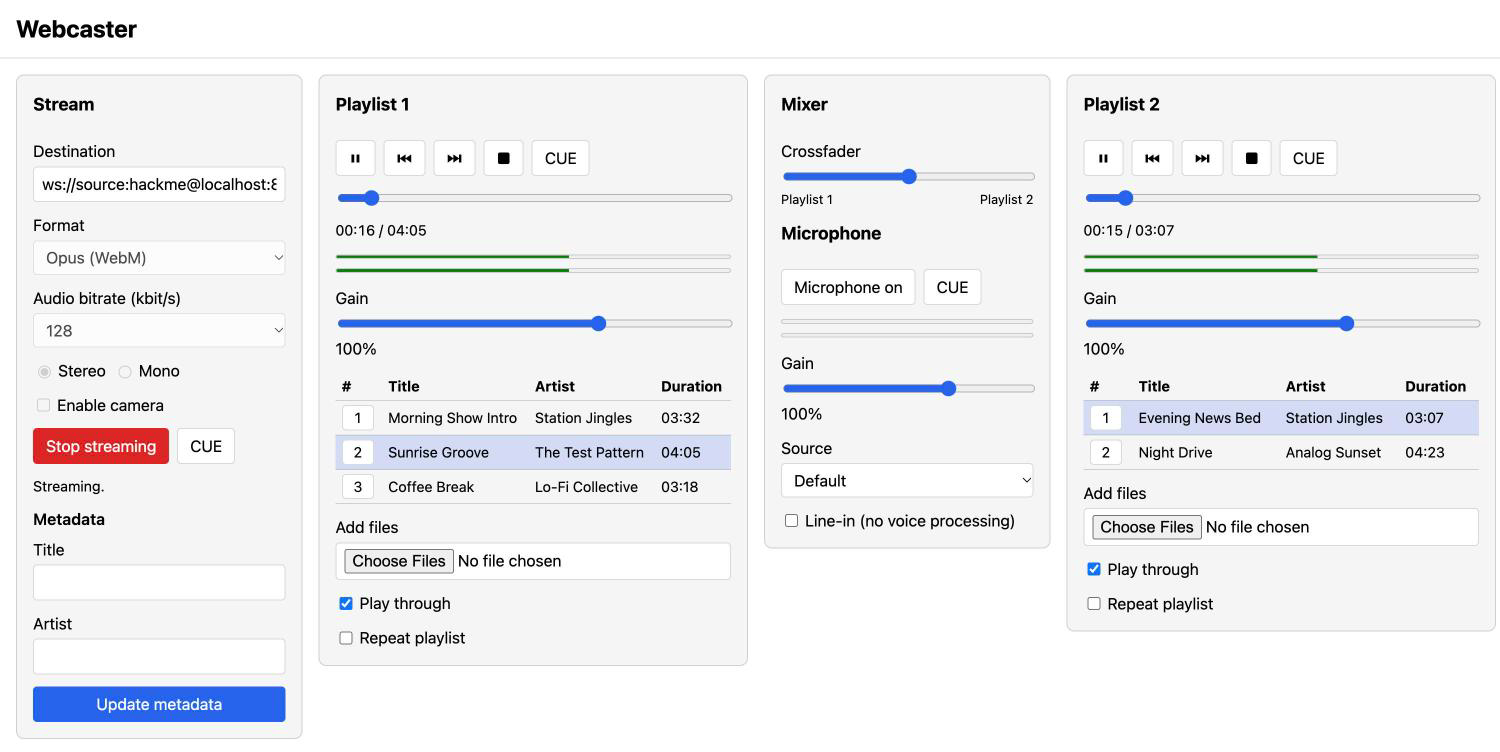 Webcaster
Stream
Destination
ws://source:hackme@localhost:8
Format
Opus (WebM)
Audio bitrate (kbit/s)
128
Stereo Mono
Enable camera
Stop streaming CUE
Streaming.
Metadata
Title
Artist
Update metadata
Playlist 1
CUE
00:16 / 04:05
Gain
100%
# Title Artist Duration
1 Morning Show Intro Station Jingles 03:32
2 Sunrise Groove The Test Pattern 04:05
3 Coffee Break Lo-Fi Collective 03:18
Add files
Choose Files No file chosen
Play through
Repeat playlist
Mixer
Crossfader
Playlist 1 Playlist 2
Microphone
Microphone on CUE
Gain
100%
Source
Default
Line-in (no voice processing)
Playlist 2
CUE
00:15 / 03:07
Gain
100%
# Title Artist Duration
1 Evening News Bed Station Jingles 03:07
2 Night Drive Analog Sunset 04:23
Add files
Choose Files No file chosen
Play through
Repeat playlist